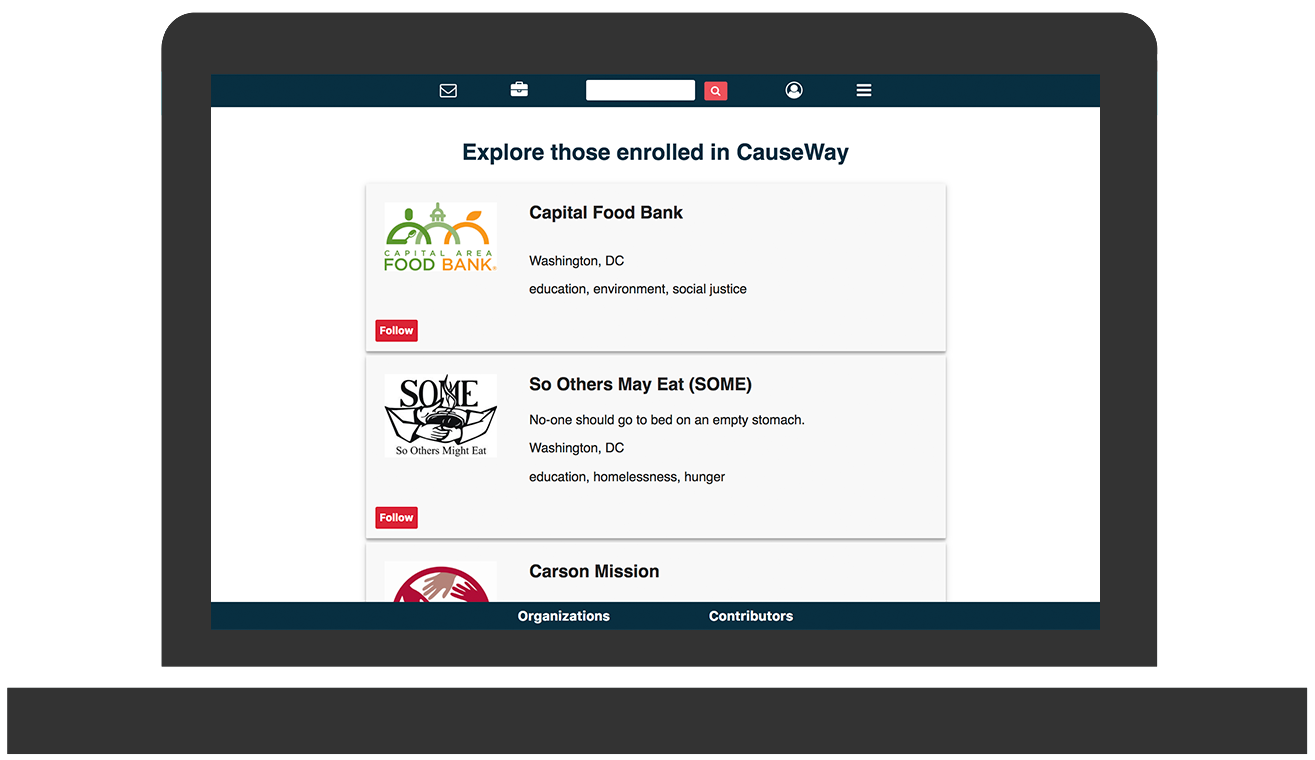 Explore those enrolled in CauseWay
CAPITAL AREA
FOOD BANK®
Capital Food Bank
Washington, DC
education, environment, social justice
Follow
SOME
So Others Might Eat
So Others May Eat (SOME)
No-one should go to bed on an empty stomach.
Washington, DC
education, homelessness, hunger
Follow
Carson Mission
Organizations
Contributors